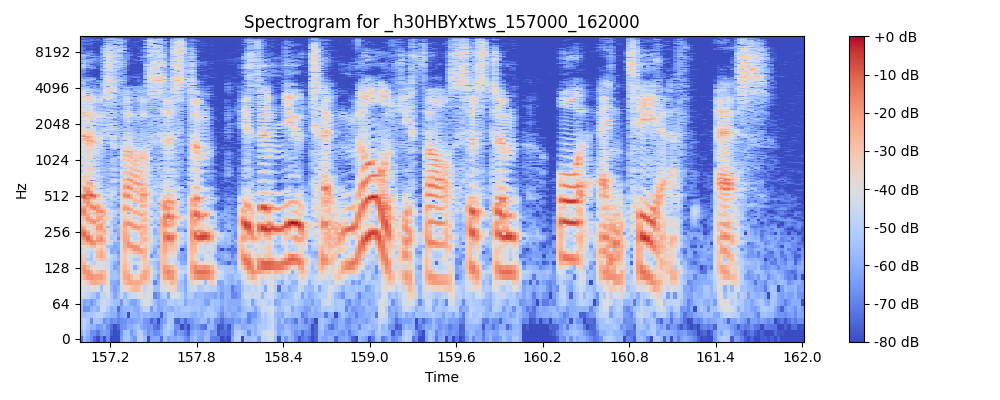 Spectrogram for _h30HBYxtws_157000_162000
8192
4096
2048
1024
512
256
128
64
0
Hz
157.2 157.8 158.4 159.0 159.6 160.2 160.8 161.4 162.0
Time
+0 dB
-10 dB
-20 dB
-30 dB
-40 dB
-50 dB
-60 dB
-70 dB
-80 dB